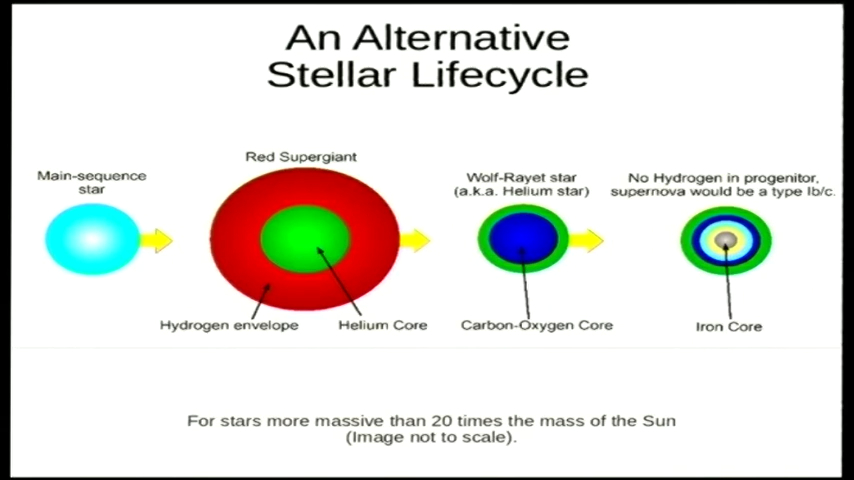 An Alternative
Stellar Lifecycle
Main-sequence
star
Red Supergiant
Wolf-Rayet star
(a.k.a. Helium star)
No Hydrogen in progenitor,
supernova would be a type Ib/c.
Hydrogen envelope
Helium Core
Carbon-Oxygen Core
Iron Core
For stars more massive than 20 times the mass of the Sun
(Image not to scale).